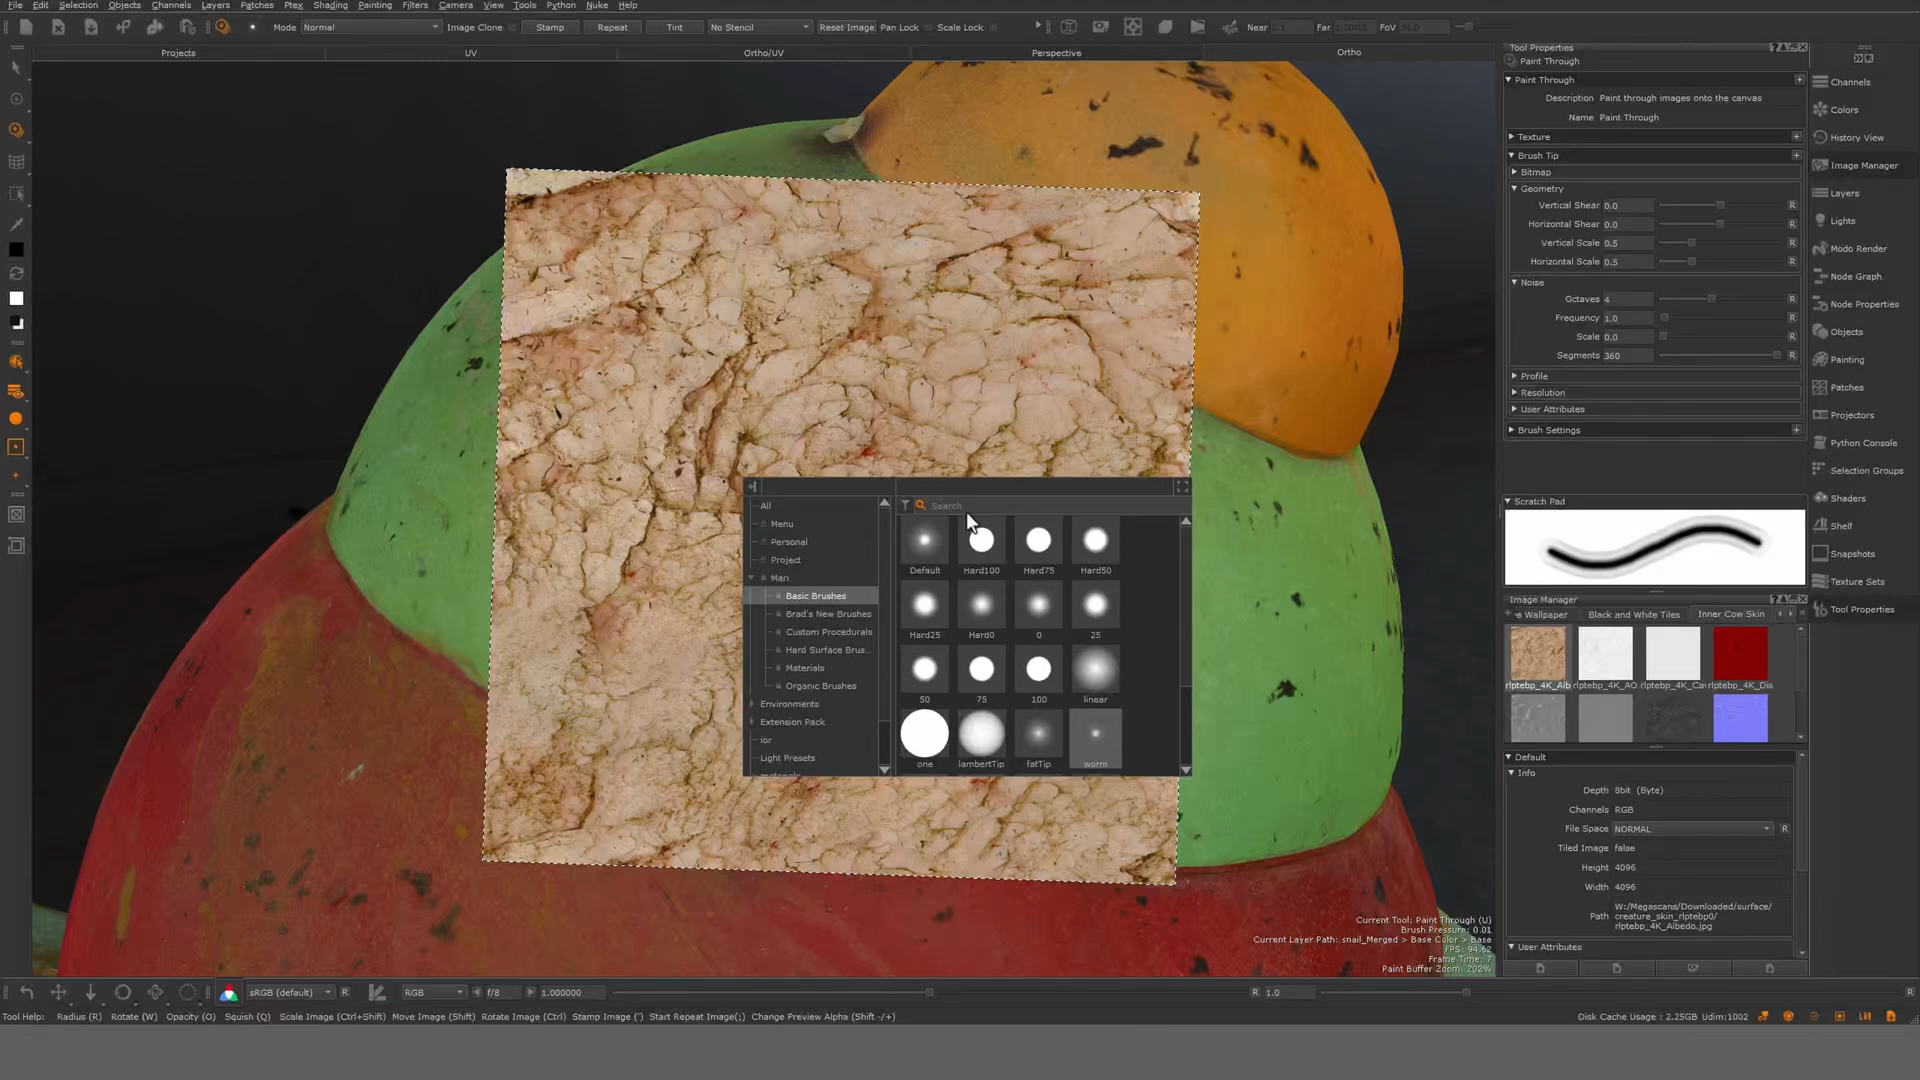 File Edit Selection Objects Channels Layers Patches Ptex Shading Painting Filters Camera View Tools Python Nuke Help
Mode Normal Image Clone Stamp Repeat Tint No Stencil Reset Image Pan Lock Scale Lock Near Far FoV
Projects UV Ortho/UV Perspective Ortho
Tool Properties
Paint Through
Paint Through
Description Paint through images onto the canvas
Name Paint Through
Texture
Brush Tip
Bitmap
Geometry
Vertical Shear 0.0 R
Horizontal Shear 0.0 R
Vertical Scale 0.5 R
Horizontal Scale 0.5 R
Noise
Octaves 4 R
Frequency 1.0 R
Scale 0.0 R
Segments 360 R
Profile
Resolution
User Attributes
Brush Settings
Scratch Pad
Image Manager
e Wallpaper Black and White Tiles Inner Cow Skin
rlptebp_4K_Alb rlptebp_4K_AO. rlptebp_4K_Ca rlptebp_4K_Dis
Default
Info
Depth 8bit (Byte)
Channels RGB
File Space NORMAL R
Tiled Image false
Height 4096
Width 4096
Path W:/Megascans/Downloaded/surface/
creature_skin_rlptebp0/
rlptebp_4K_Albedo.jpg
User Attributes
Channels
Colors
History View
Image Manager
Layers
Lights
Modo Render
Node Graph
Node Properties
Objects
Painting
Patches
Projectors
Python Console
Selection Groups
Shaders
Shelf
Snapshots
Texture Sets
Tool Properties
All
Menu
Personal
Project
Mari
Basic Brushes
Brad's New Brushes
Custom Procedurals
Hard Surface Brus...
Materials
Organic Brushes
Environments
Extension Pack
ior
Light Presets
materials
Search
Default Hard100 Hard75 Hard50
Hard25 Hard0 0 25
50 75 100 linear
one lambertTip fatTip worm
Current Tool: Paint Through (U)
Brush Pressure: 0.01
Current Layer Path: snail_Merged > Base Color > Base
FPS: 94.62
Frame Time: 7
Paint Buffer Zoom: 202%
sRGB (default) R RGB f/8 1.000000 R 1.0 R
Tool Help: Radius (R) Rotate (W) Opacity (O) Squish (Q) Scale Image (Ctrl+Shift) Move Image (Shift) Rotate Image (Ctrl) Stamp Image (') Start Repeat Image(;) Change Preview Alpha (Shift -/+)
Disk Cache Usage : 2.25GB Udim:1002